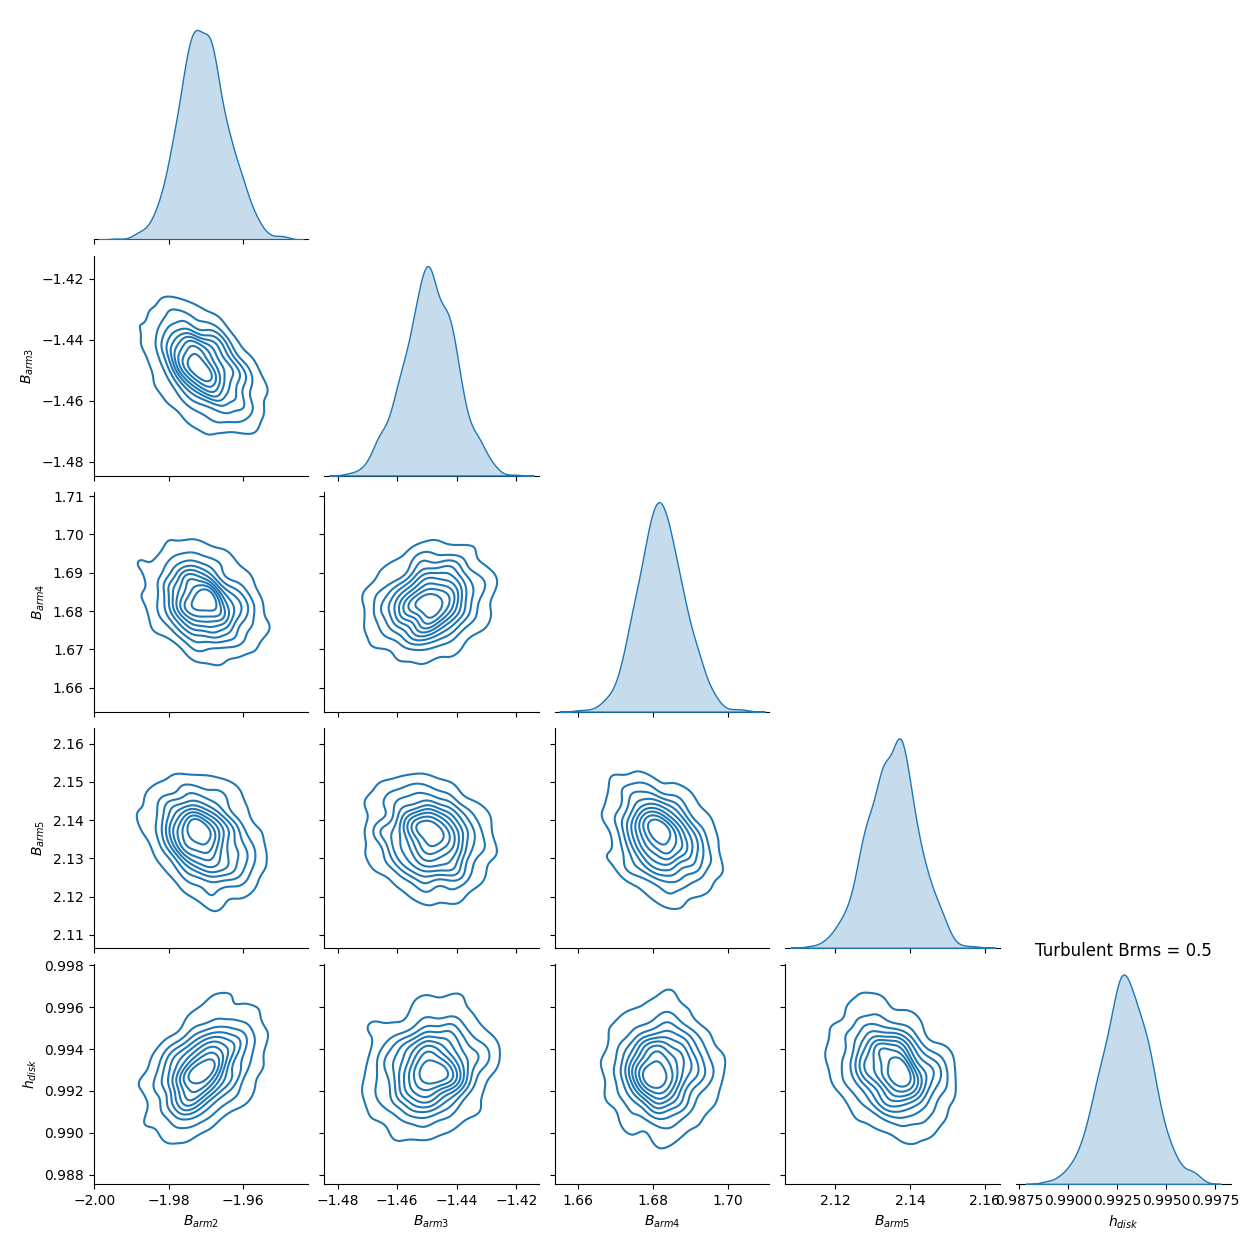 −1.42
−1.44
−1.46
−1.48
B_arm3
1.71
1.70
1.69
1.68
1.67
1.66
B_arm4
2.16
2.15
2.14
2.13
2.12
2.11
B_arm5
Turbulent Brms = 0.5
0.998
0.996
0.994
0.992
0.990
0.988
h_disk
−2.00 −1.98 −1.96
−1.48 −1.46 −1.44 −1.42
1.66 1.68 1.70
2.12 2.14 2.16
0.9875 0.9900 0.9925 0.9950 0.9975
B_arm2 B_arm3 B_arm4 B_arm5 h_disk